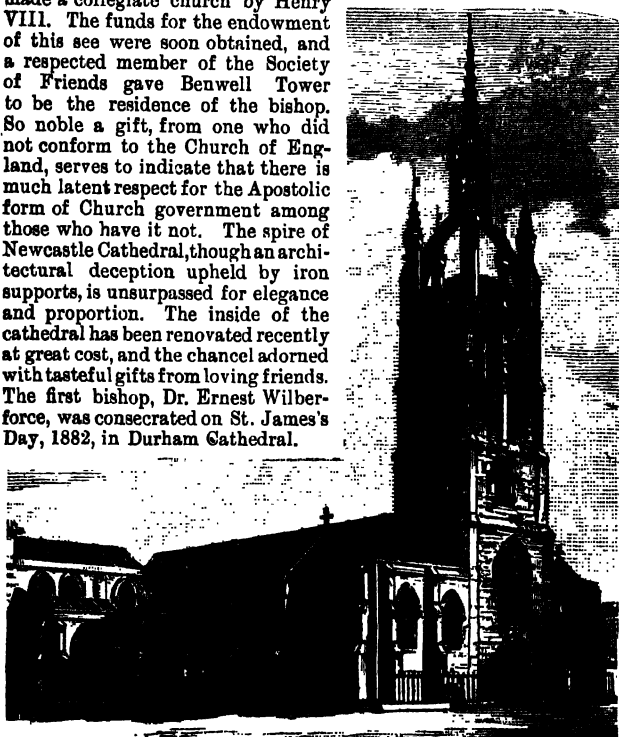 made a collegiate church by Henry
VIII. The funds for the endowment
of this see were soon obtained, and
a respected member of the Society
of Friends gave Benwell Tower
to be the residence of the bishop.
So noble a gift, from one who did
not conform to the Church of Eng-
land, serves to indicate that there is
much latent respect for the Apostolic
form of Church government among
those who have it not. The spire of
Newcastle Cathedral, though an archi-
tectural deception upheld by iron
supports, is unsurpassed for elegance
and proportion. The inside of the
cathedral has been renovated recently
at great cost, and the chancel adorned
with tasteful gifts from loving friends.
The first bishop, Dr. Ernest Wilber-
force, was consecrated on St. James's
Day, 1882, in Durham Cathedral.